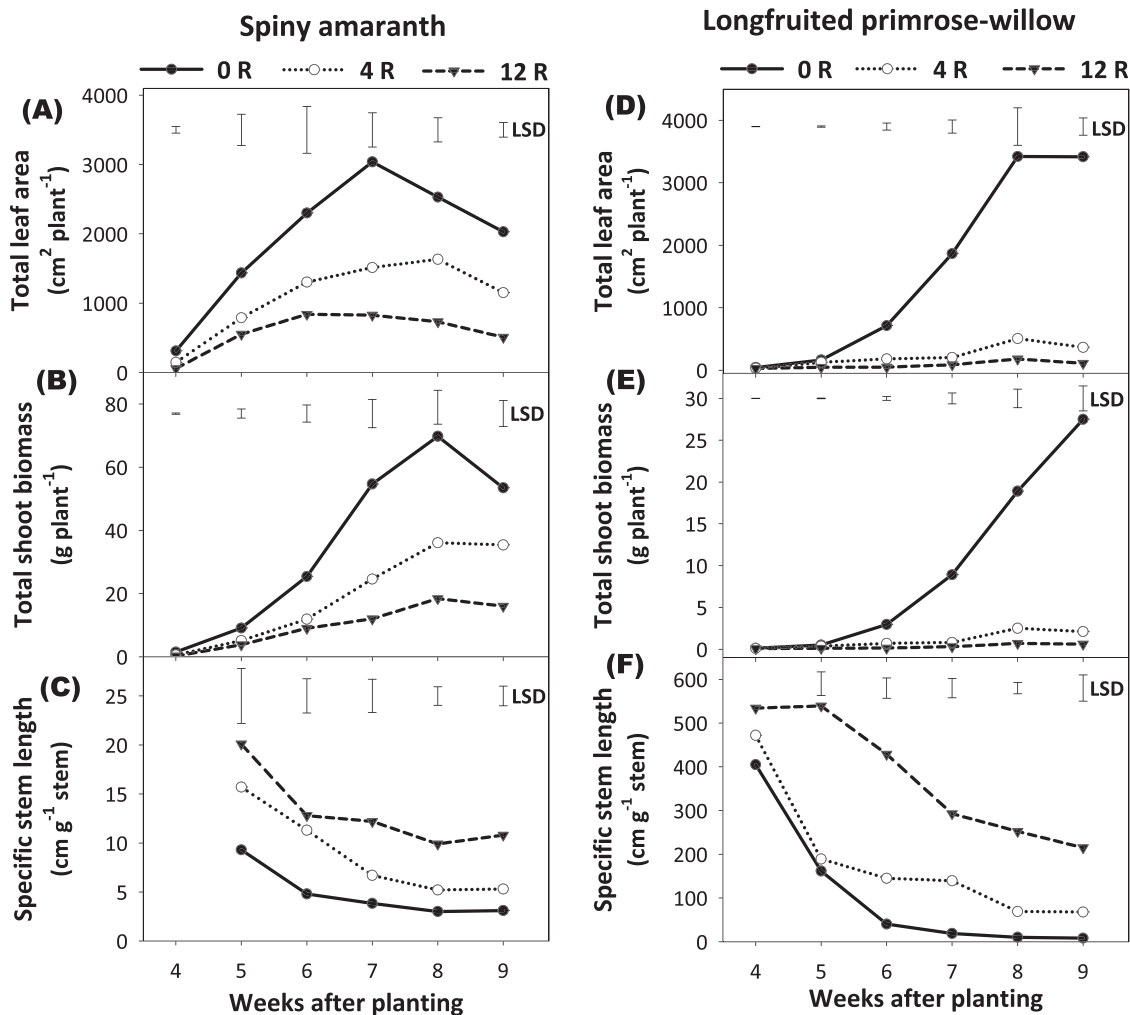 Spiny amaranth
0 R 4 R 12 R
(A)
Total leaf area
(cm² plant⁻¹)
4000
3000
2000
1000
0
LSD
(B)
Total shoot biomass
(g plant⁻¹)
80
60
40
20
0
LSD
(C)
Specific stem length
(cm g⁻¹ stem)
25
20
15
10
5
0
LSD
4 5 6 7 8 9
Weeks after planting
Longfruited primrose-willow
0 R 4 R 12 R
(D)
Total leaf area
(cm² plant⁻¹)
4000
3000
2000
1000
0
LSD
(E)
Total shoot biomass
(g plant⁻¹)
30
25
20
15
10
5
0
LSD
(F)
Specific stem length
(cm g⁻¹ stem)
600
500
400
300
200
100
0
LSD
4 5 6 7 8 9
Weeks after planting